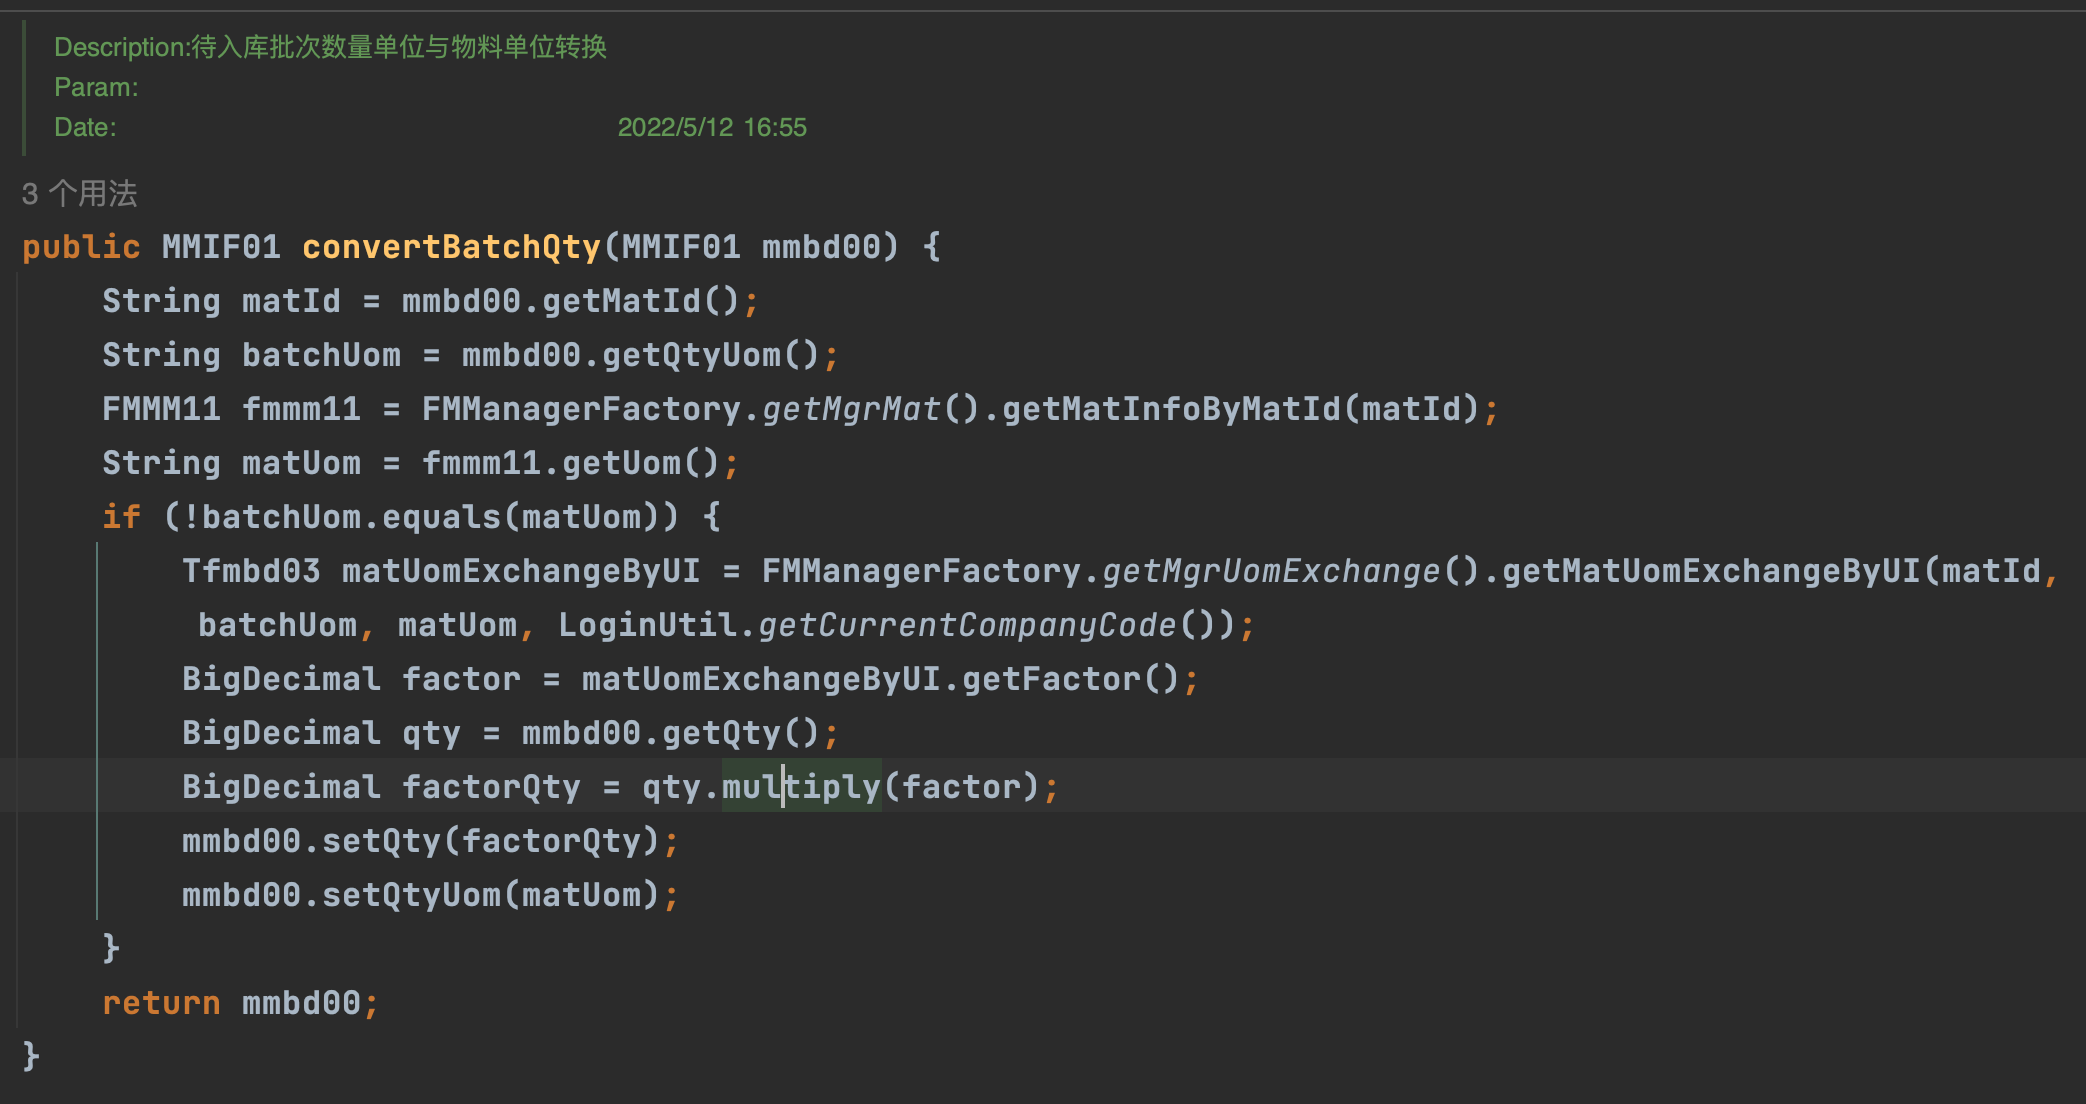 Description:待入库批次数量单位与物料单位转换
Param:
Date: 2022/5/12 16:55
3 个用法
public MMIF01 convertBatchQty(MMIF01 mmbd00) {
String matId = mmbd00.getMatId();
String batchUom = mmbd00.getQtyUom();
FMMM11 fmmm11 = FMManagerFactory.getMgrMat().getMatInfoByMatId(matId);
String matUom = fmmm11.getUom();
if (!batchUom.equals(matUom)) {
Tfmbd03 matUomExchangeByUI = FMManagerFactory.getMgrUomExchange().getMatUomExchangeByUI(matId,
batchUom, matUom, LoginUtil.getCurrentCompanyCode());
BigDecimal factor = matUomExchangeByUI.getFactor();
BigDecimal qty = mmbd00.getQty();
BigDecimal factorQty = qty.multiply(factor);
mmbd00.setQty(factorQty);
mmbd00.setQtyUom(matUom);
}
return mmbd00;
}